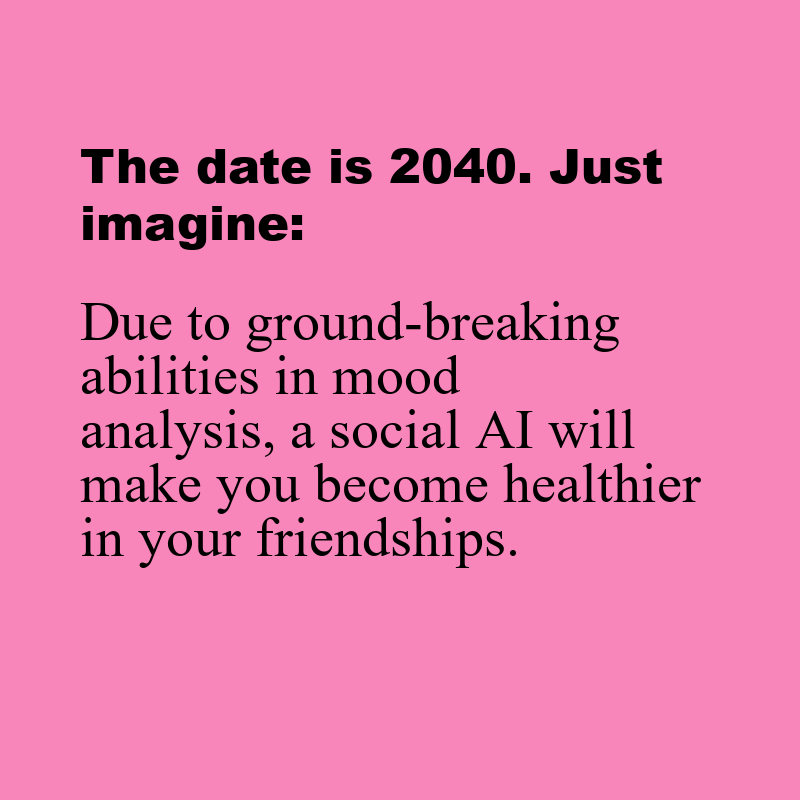 The date is 2040. Just
imagine:
Due to ground-breaking
abilities in mood
analysis, a social AI will
make you become healthier
in your friendships.